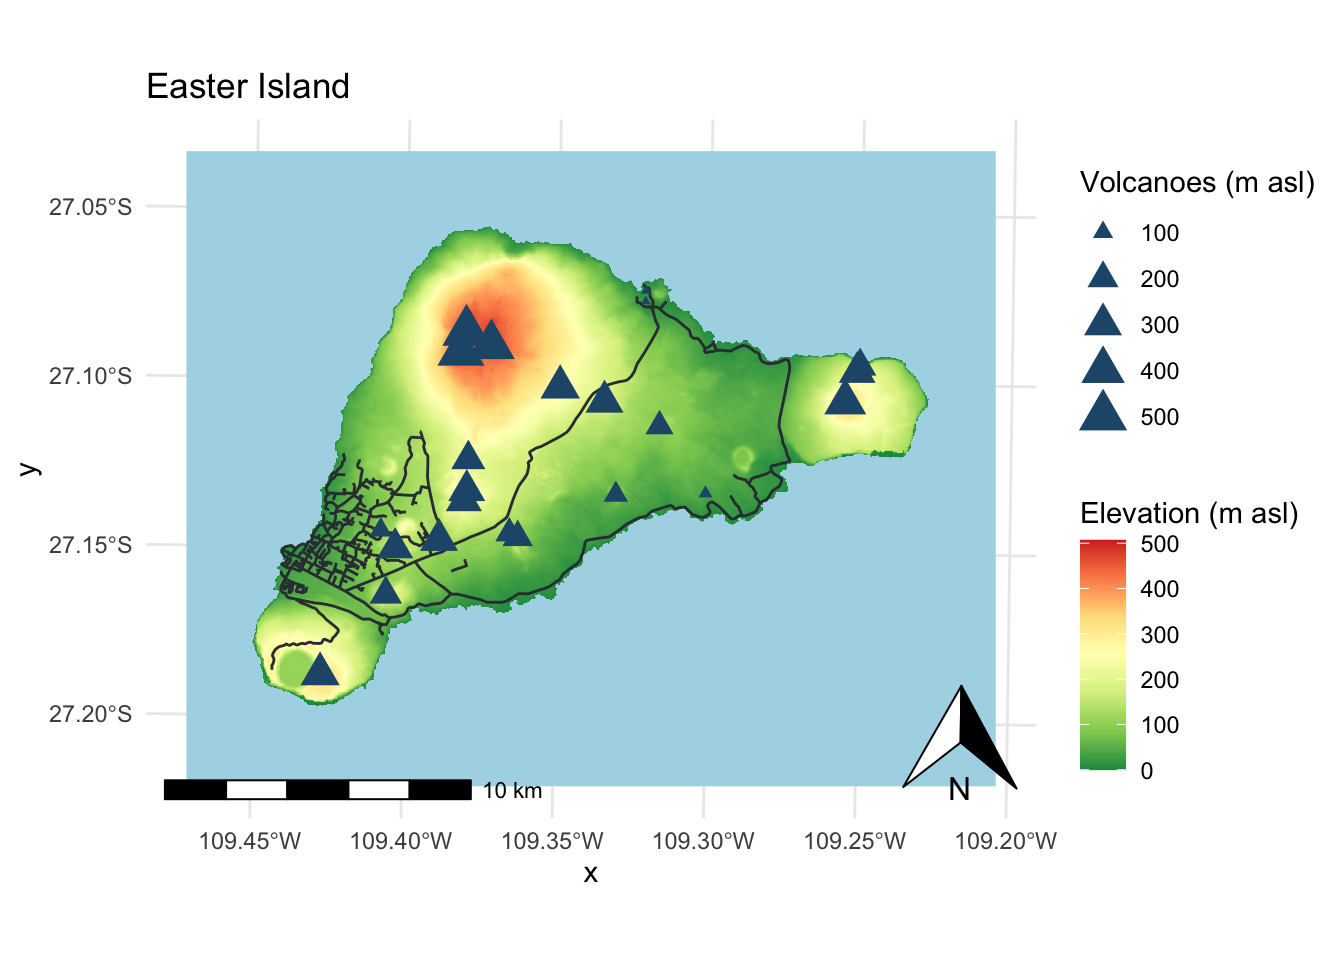 Easter Island
27.05°S
27.10°S
27.15°S
27.20°S
y
109.45°W
109.40°W
109.35°W
109.30°W
109.25°W
109.20°W
x
10 km
N
Volcanoes (m asl)
100
200
300
400
500
Elevation (m asl)
500
400
300
200
100
0